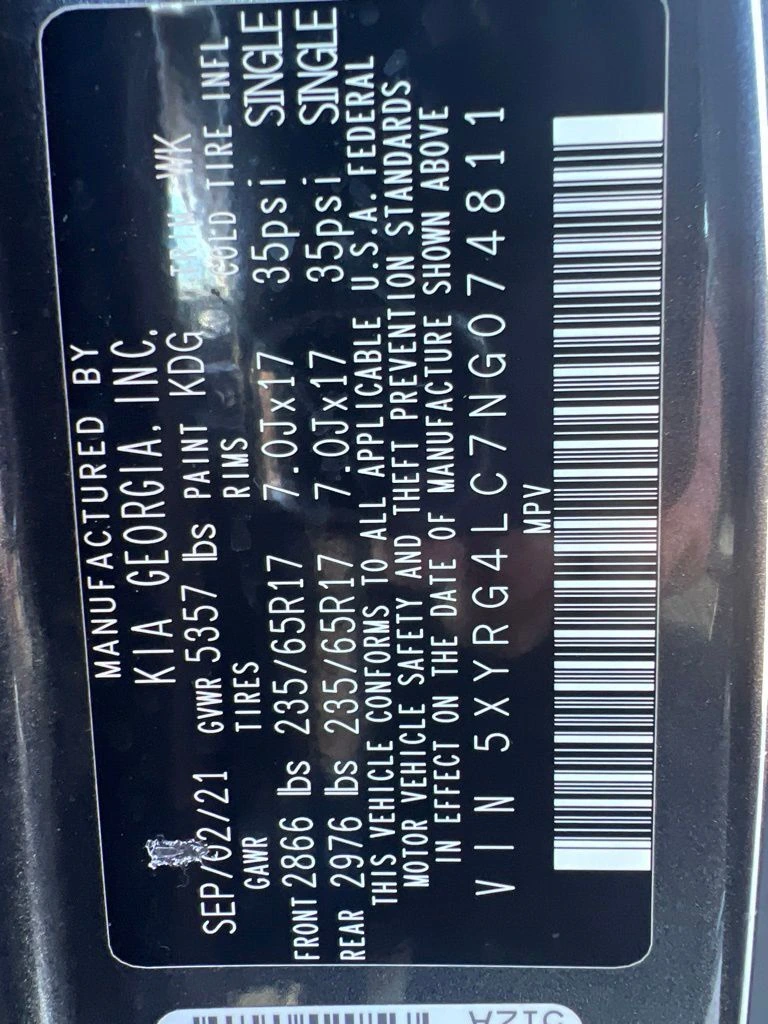 MANUFACTURED BY
KIA GEORGIA, INC.
SEP/02/21 GVWR 5357 lbs PAINT KDG TRIM WK
GAWR TIRES RIMS COLD TIRE INFL
FRONT 2866 lbs 235/65R17 7.0Jx17 35psi SINGLE
REAR 2976 lbs 235/65R17 7.0Jx17 35psi SINGLE
THIS VEHICLE CONFORMS TO ALL APPLICABLE U.S.A. FEDERAL
MOTOR VEHICLE SAFETY AND THEFT PREVENTION STANDARDS
IN EFFECT ON THE DATE OF MANUFACTURE SHOWN ABOVE
VIN 5XYRG4LC7NG074811
MPV